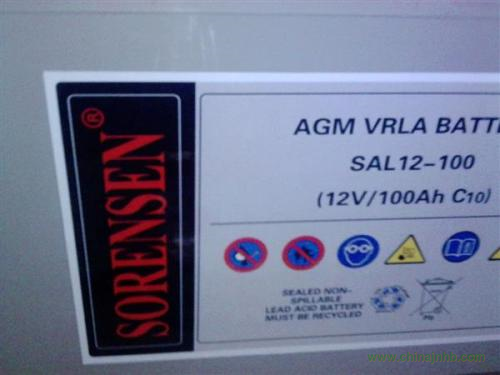 SORENSEN®
AGM VRLA BATT
SAL12-100
(12V/100Ah C10)
SEALED NON-
SPILLABLE
LEAD ACID BATTERY
MUST BE RECYCLED
Pb